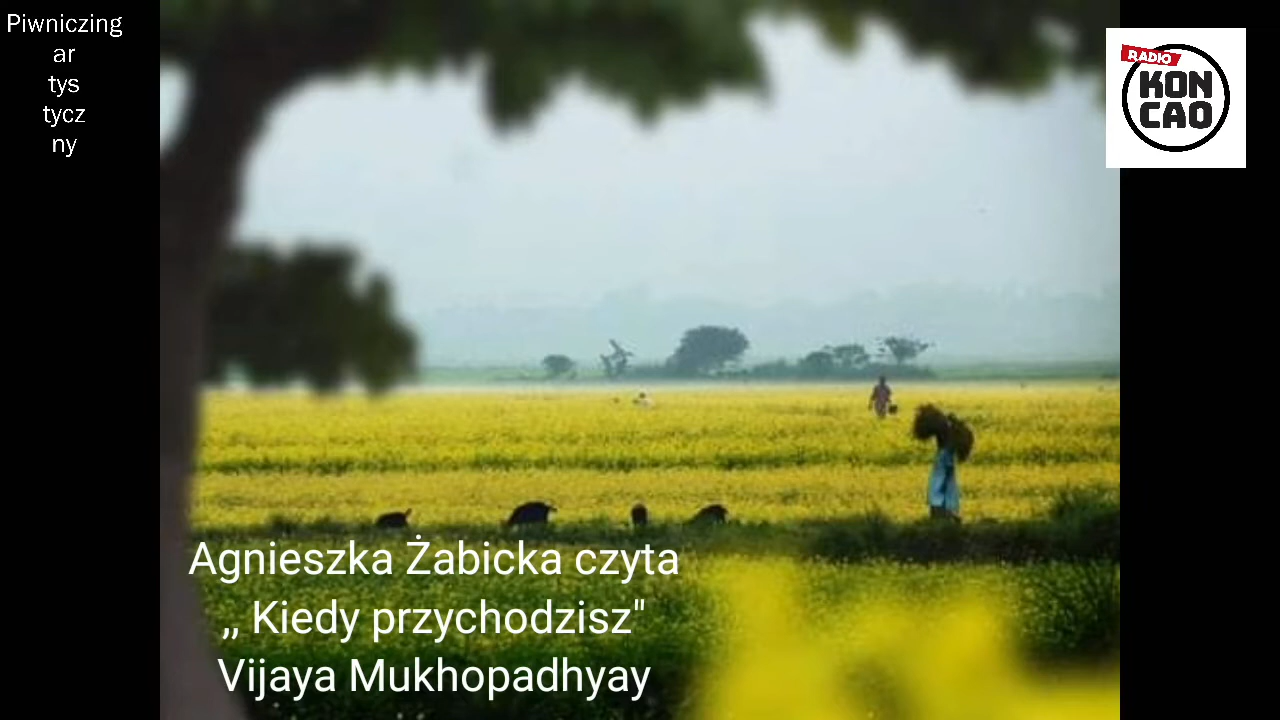 Piwniczing
ar
tys
tycz
ny
RADIO
KON
CAO
Agnieszka Żabicka czyta
,, Kiedy przychodzisz"
Vijaya Mukhopadhyay